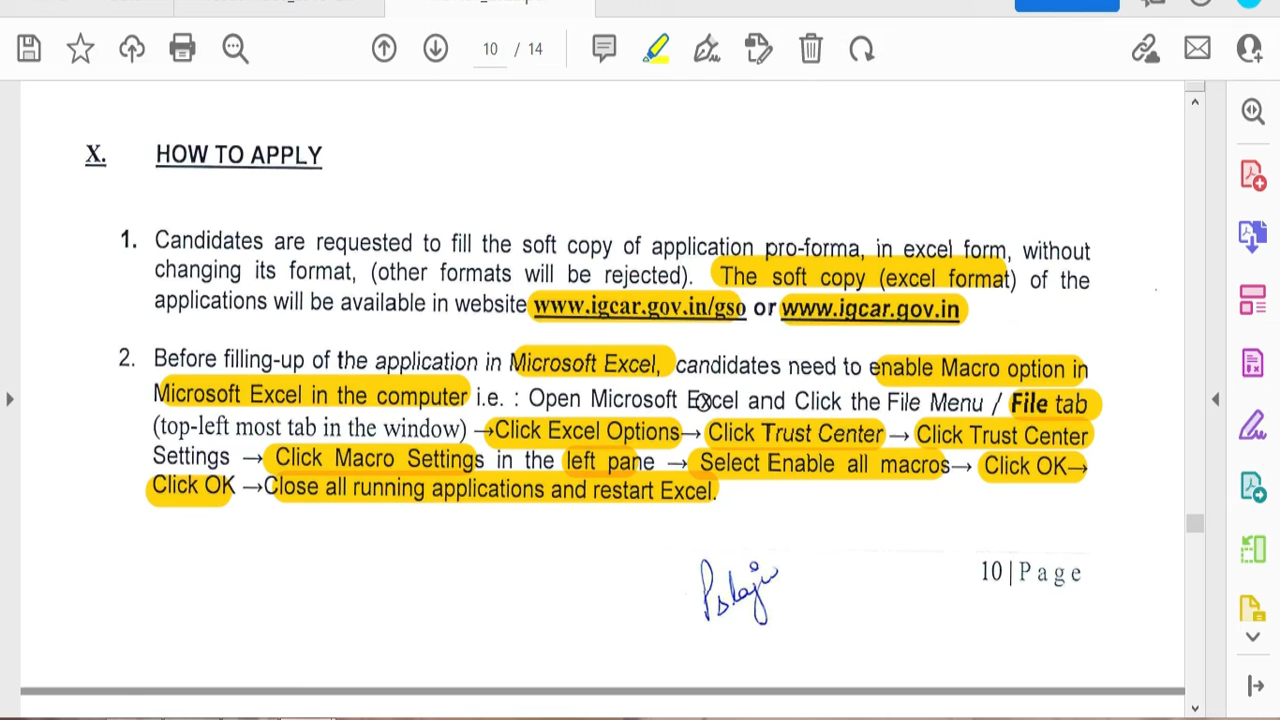 10 / 14
X. HOW TO APPLY
1. Candidates are requested to fill the soft copy of application pro-forma, in excel form, without
changing its format, (other formats will be rejected). The soft copy (excel format) of the
applications will be available in website www.igcar.gov.in/gso or www.igcar.gov.in
2. Before filling-up of the application in Microsoft Excel, candidates need to enable Macro option in
Microsoft Excel in the computer i.e. : Open Microsoft Excel and Click the File Menu / File tab
(top-left most tab in the window) →Click Excel Options→ Click Trust Center → Click Trust Center
Settings → Click Macro Settings in the left pane → Select Enable all macros→ Click OK→
Click OK →Close all running applications and restart Excel.
10 | P a g e